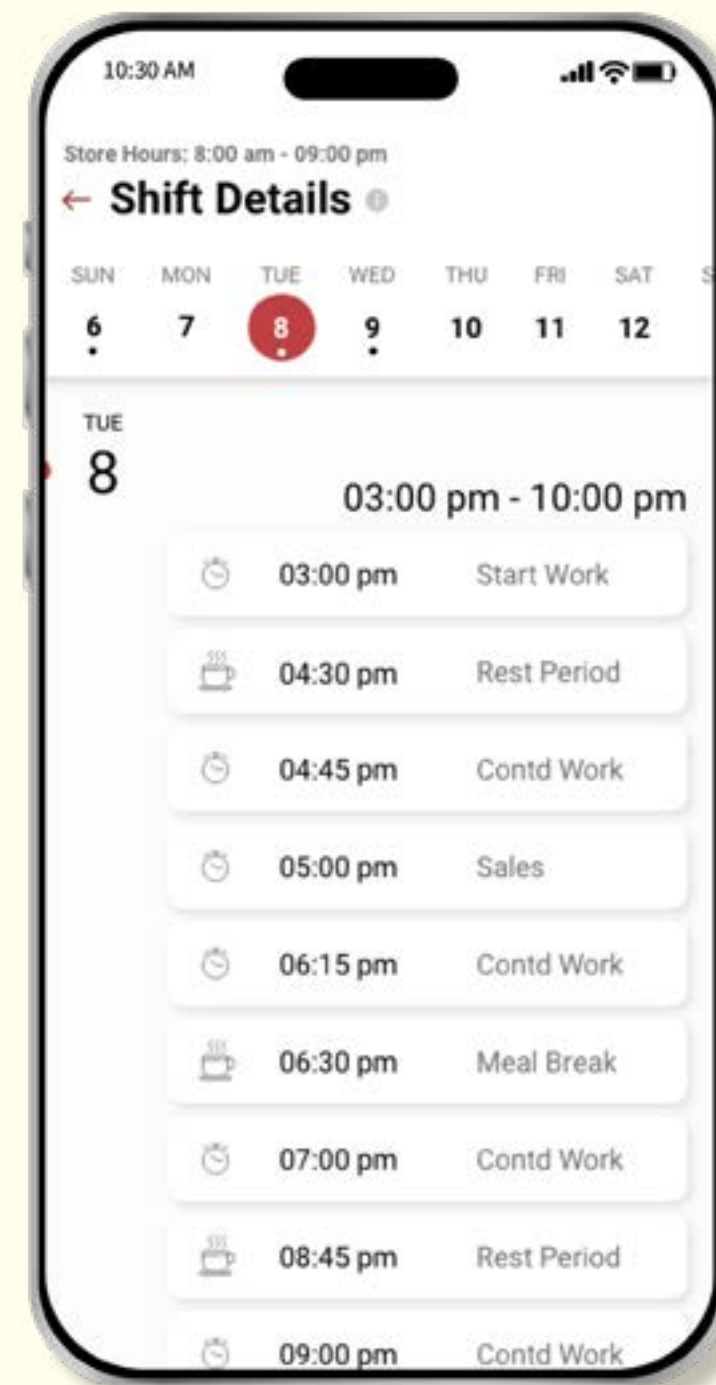 10:30 AM
Store Hours: 8:00 am - 09:00 pm
← Shift Details
SUN MON TUE WED THU FRI SAT S
6 7 8 9 10 11 12
TUE
8
03:00 pm - 10:00 pm
03:00 pm Start Work
04:30 pm Rest Period
04:45 pm Contd Work
05:00 pm Sales
06:15 pm Contd Work
06:30 pm Meal Break
07:00 pm Contd Work
08:45 pm Rest Period
09:00 pm Contd Work